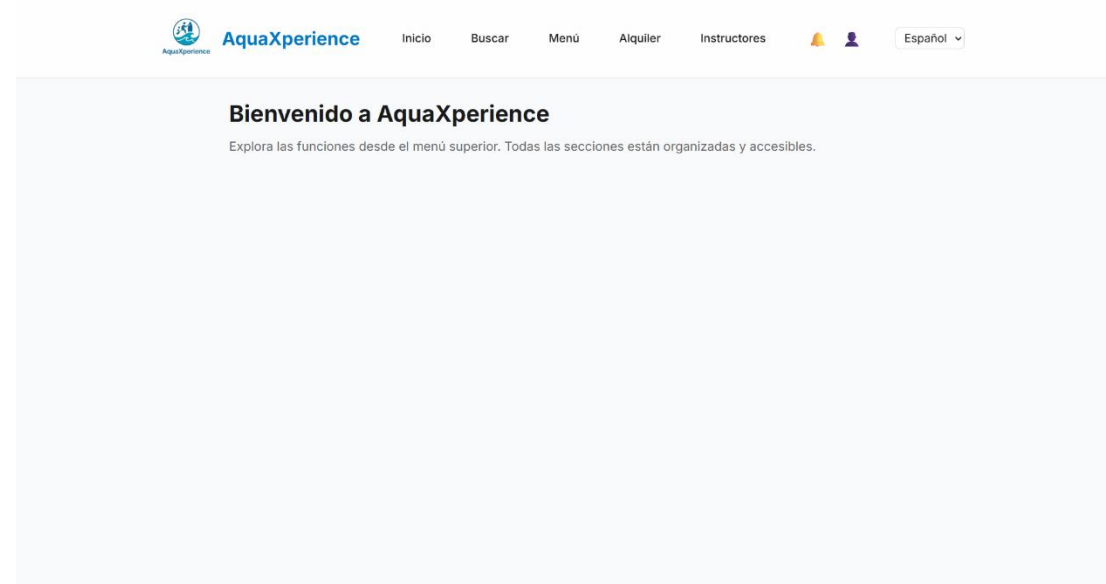 AquaXperience
AquaXperience Inicio Buscar Menú Alquiler Instructores Español
Bienvenido a AquaXperience
Explora las funciones desde el menú superior. Todas las secciones están organizadas y accesibles.